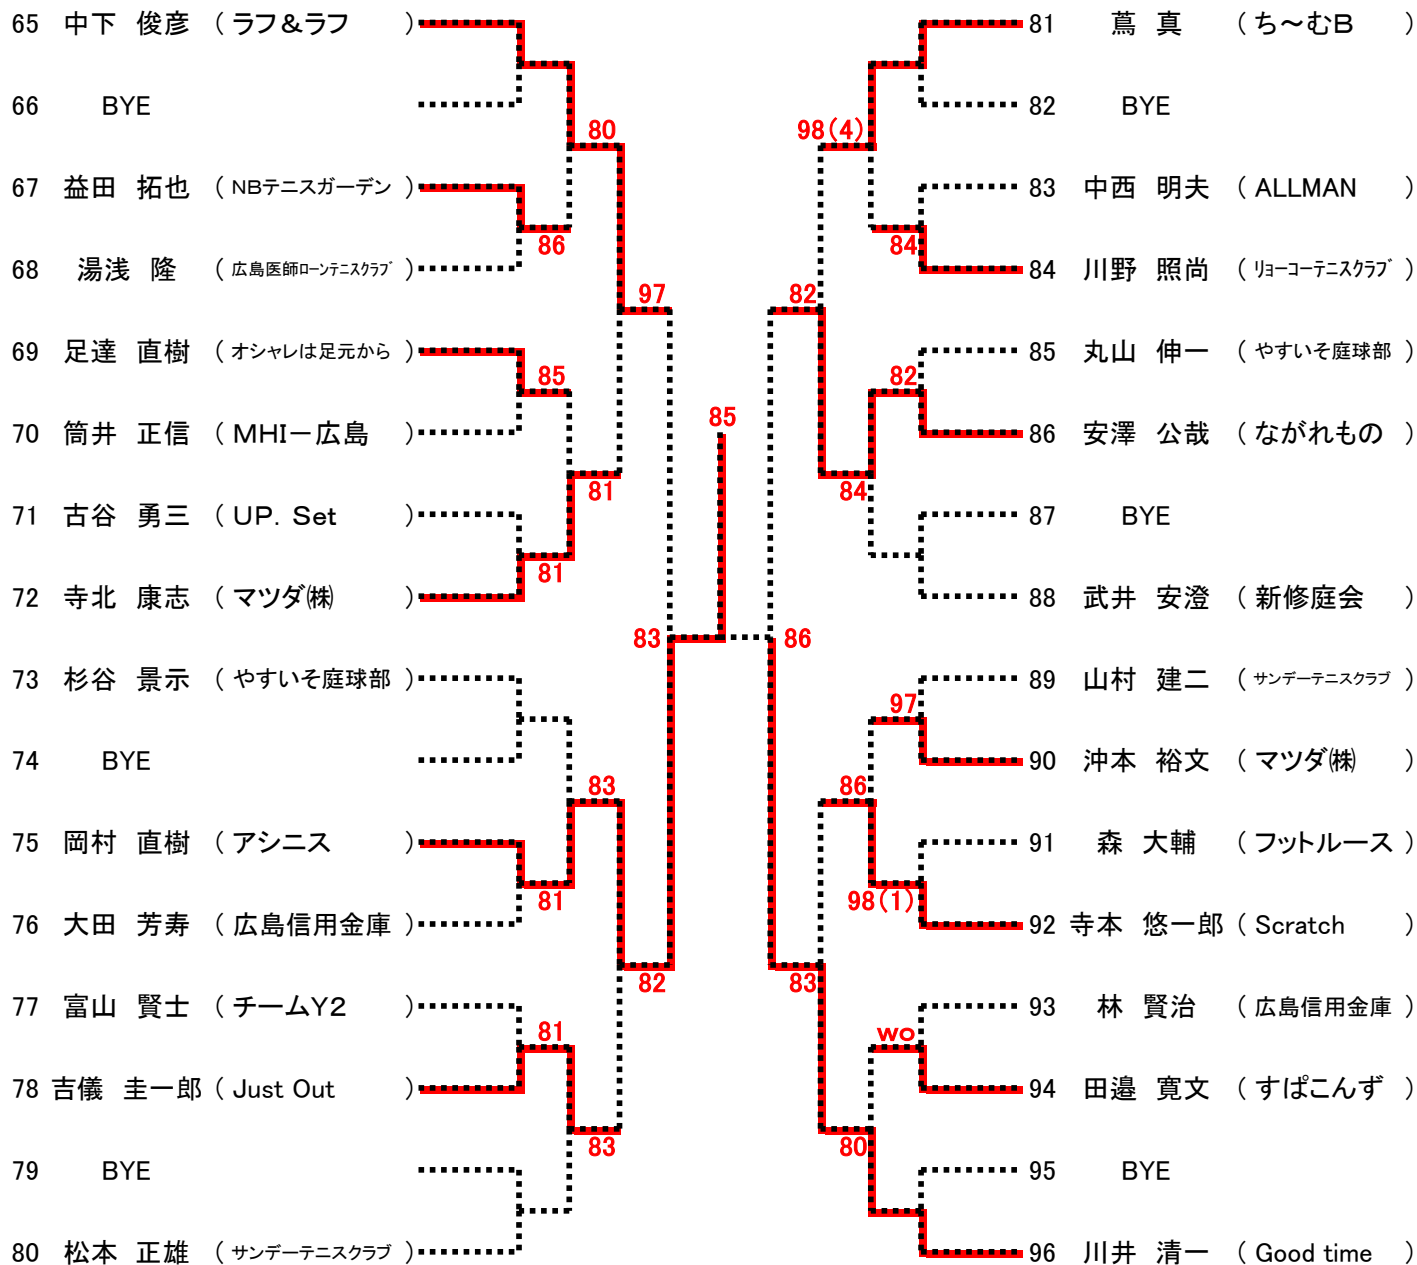 65 中下 俊彦 ( ラフ&ラフ ) 81 蔦 真 ( ち～むB )
66 BYE 82 BYE
80 98(4)
67 益田 拓也 ( NBテニスガーデン ) 83 中西 明夫 ( ALLMAN )
86 84
68 湯浅 隆 ( 広島医師ローンテニスクラブ ) 84 川野 照尚 ( リョーコーテニスクラブ )
97 82
69 足達 直樹 ( オシャレは足元から ) 85 丸山 伸一 ( やすいそ庭球部 )
85 82
85
70 筒井 正信 ( MHI－広島 ) 86 安澤 公哉 ( ながれもの )
81 84
71 古谷 勇三 ( UP．Set ) 87 BYE
81
72 寺北 康志 ( マツダ㈱ ) 88 武井 安澄 ( 新修庭会 )
83 86
73 杉谷 景示 ( やすいそ庭球部 ) 89 山村 建二 ( サンデーテニスクラブ )
97
74 BYE 90 沖本 裕文 ( マツダ㈱ )
83 86
75 岡村 直樹 ( アシニス ) 91 森 大輔 ( フットルース )
81 98(1)
76 大田 芳寿 ( 広島信用金庫 ) 92 寺本 悠一郎 ( Scratch )
82 83
77 富山 賢士 ( チームY2 ) 93 林 賢治 ( 広島信用金庫 )
81 wo
78 吉儀 圭一郎 ( Just Out ) 94 田邉 寛文 ( すぱこんず )
83 80
79 BYE 95 BYE
80 松本 正雄 ( サンデーテニスクラブ ) 96 川井 清一 ( Good time )